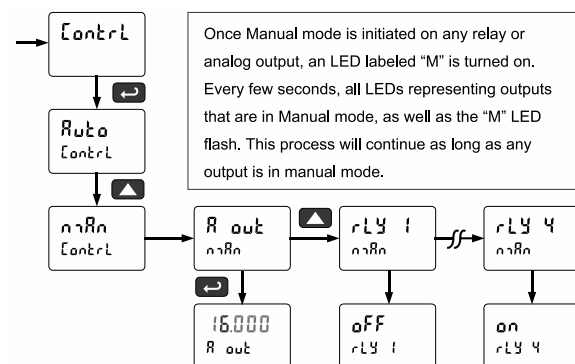 Contrl
Once Manual mode is initiated on any relay or
analog output, an LED labeled “M” is turned on.
Every few seconds, all LEDs representing outputs
that are in Manual mode, as well as the “M” LED
flash. This process will continue as long as any
output is in manual mode.
Auto
Contrl
mAn
Contrl
A out
mAn
rLY 1
mAn
rLY 4
mAn
16.000
A out
oFF
rLY 1
on
rLY 4